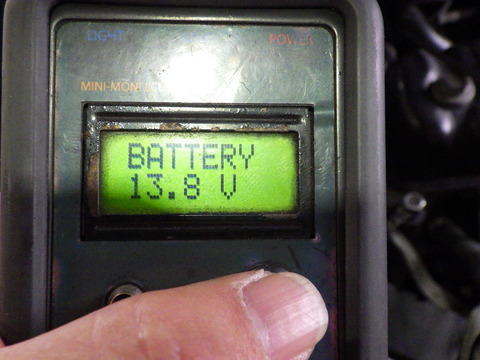 LIGHT
POWER
BATTERY
13.8 V